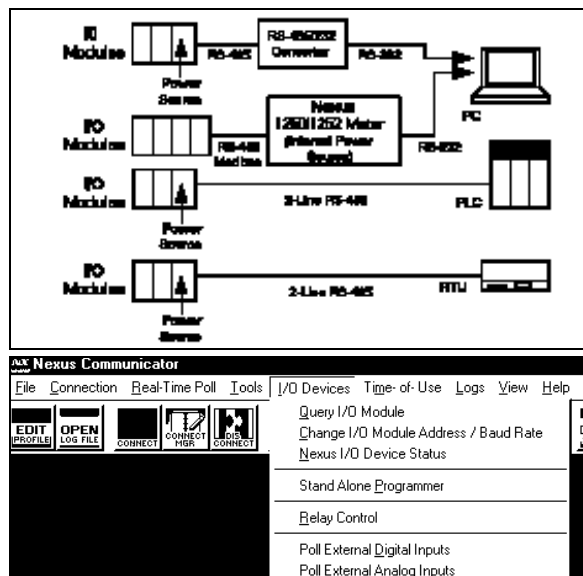 I/O Modules
Power Source
RS-485
RS-485/232 Converter
RS-232
PC
I/O Modules
RS-485 Modbus
Nexus 1250/1252 Meter (Internal Power Source)
RS-232
I/O Modules
Power Source
2-Line RS-485
PLC
I/O Modules
Power Source
2-Line RS-485
RTU
Nexus Communicator
File Connection Real-Time Poll Tools I/O Devices Time-of-Use Logs View Help
EDIT PROFILE
OPEN LOG FILE
CONNECT
CONNECT MGR
DIS CONNECT
Query I/O Module
Change I/O Module Address / Baud Rate
Nexus I/O Device Status
Stand Alone Programmer
Relay Control
Poll External Digital Inputs
Poll External Analog Inputs